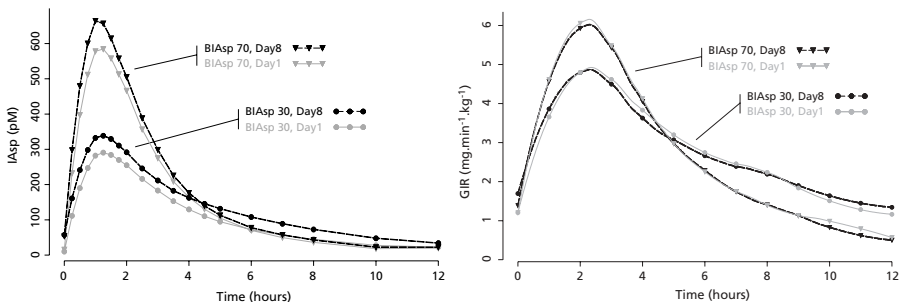 IAsp (pM)
600
500
400
300
200
100
0
BIAsp 70, Day8
BIAsp 70, Day1
BIAsp 30, Day8
BIAsp 30, Day1
0 2 4 6 8 10 12
Time (hours)
GIR (mg.min⁻¹.kg⁻¹)
6
5
4
3
2
1
0
BIAsp 70, Day8
BIAsp 70, Day1
BIAsp 30, Day8
BIAsp 30, Day1
0 2 4 6 8 10 12
Time (hours)